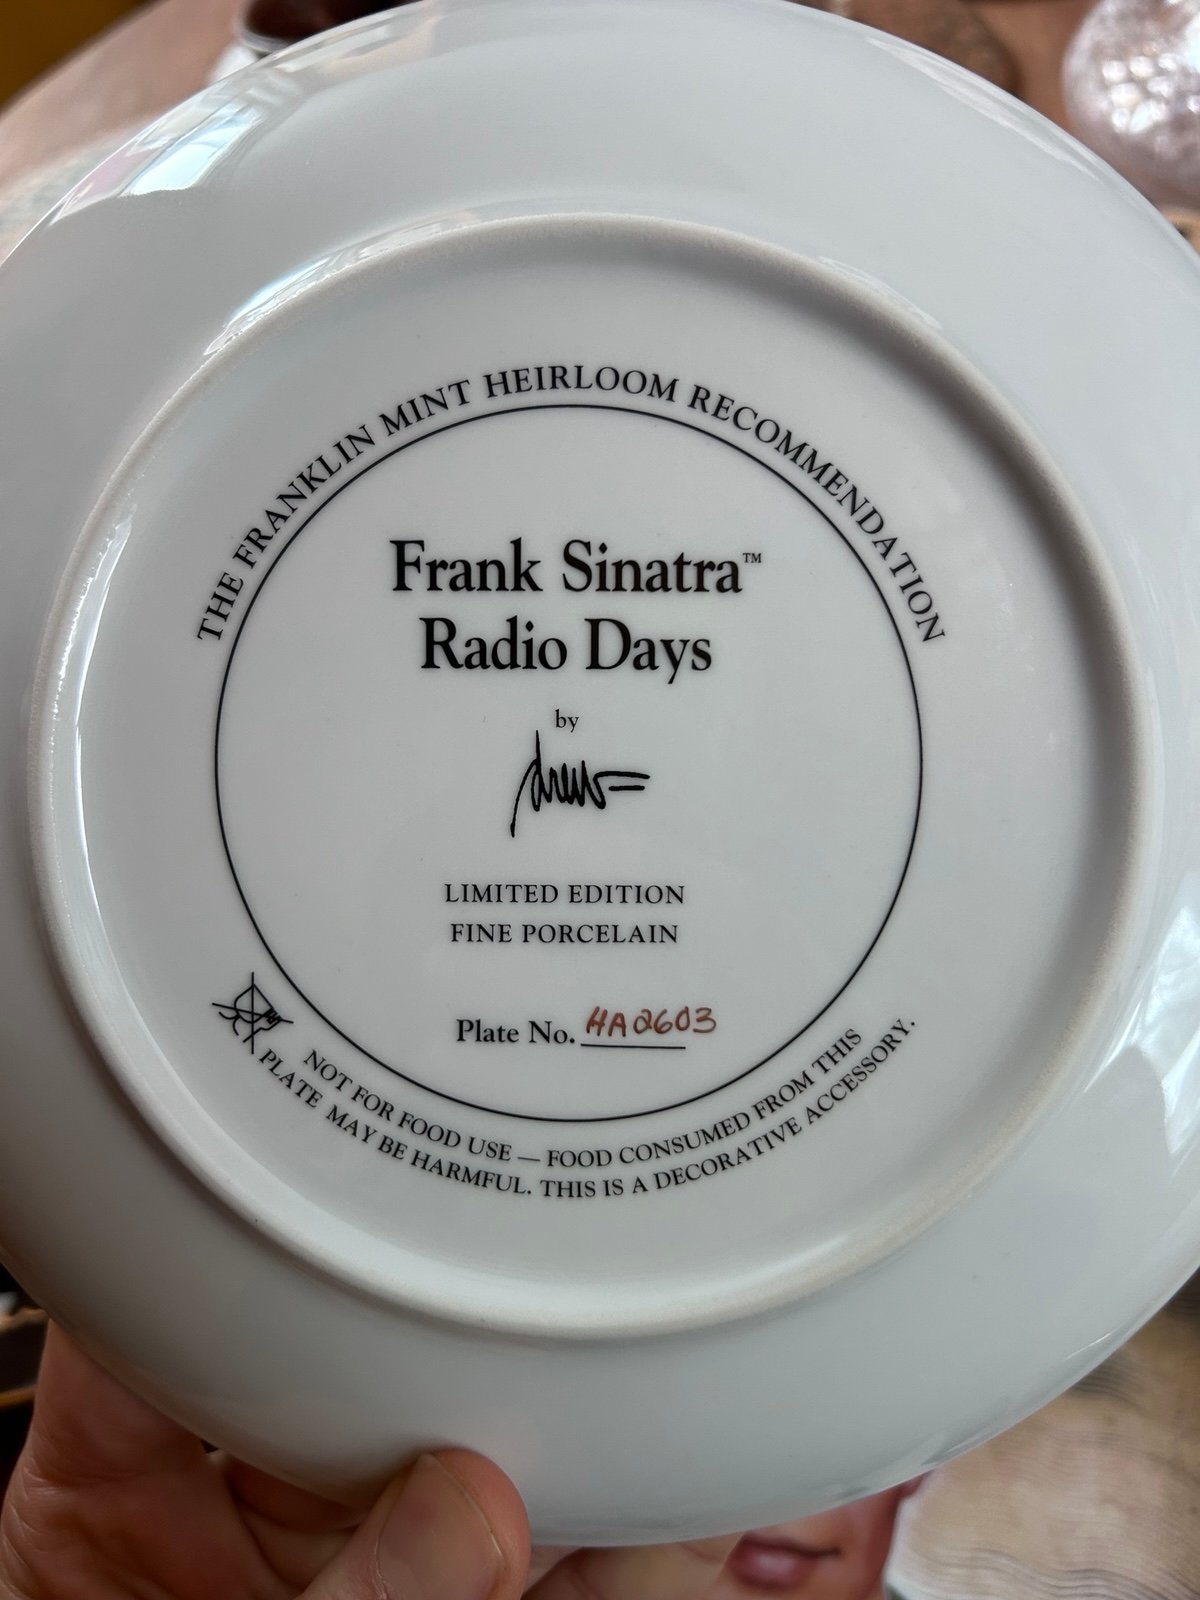 THE FRANKLIN MINT HEIRLOOM RECOMMENDATION
Frank Sinatra™
Radio Days
by
LIMITED EDITION
FINE PORCELAIN
Plate No. HA2603
NOT FOR FOOD USE — FOOD CONSUMED FROM THIS
PLATE MAY BE HARMFUL. THIS IS A DECORATIVE ACCESSORY.